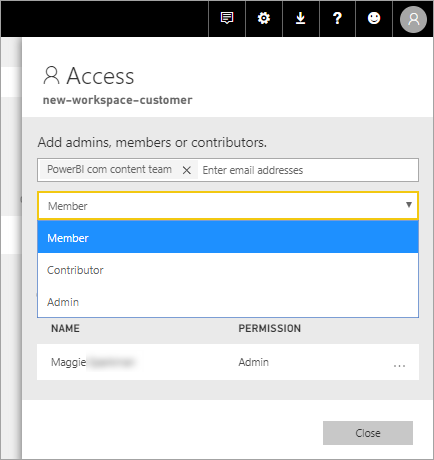 Access
new-workspace-customer
Add admins, members or contributors.
PowerBI com content team × Enter email addresses
Member
Member
Contributor
Admin
NAME PERMISSION
Maggie Admin
Close